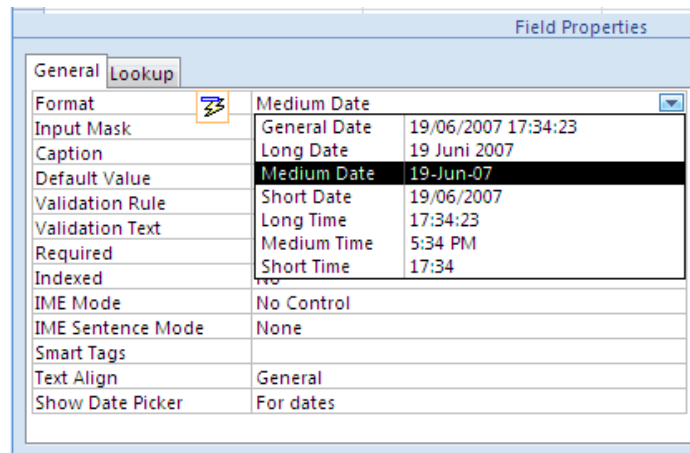 Field Properties
General Lookup
Format Medium Date
Input Mask General Date 19/06/2007 17:34:23
Caption Long Date 19 Juni 2007
Default Value Medium Date 19-Jun-07
Validation Rule Short Date 19/06/2007
Validation Text Long Time 17:34:23
Required Medium Time 5:34 PM
Short Time 17:34
Indexed No
IME Mode No Control
IME Sentence Mode None
Smart Tags
Text Align General
Show Date Picker For dates